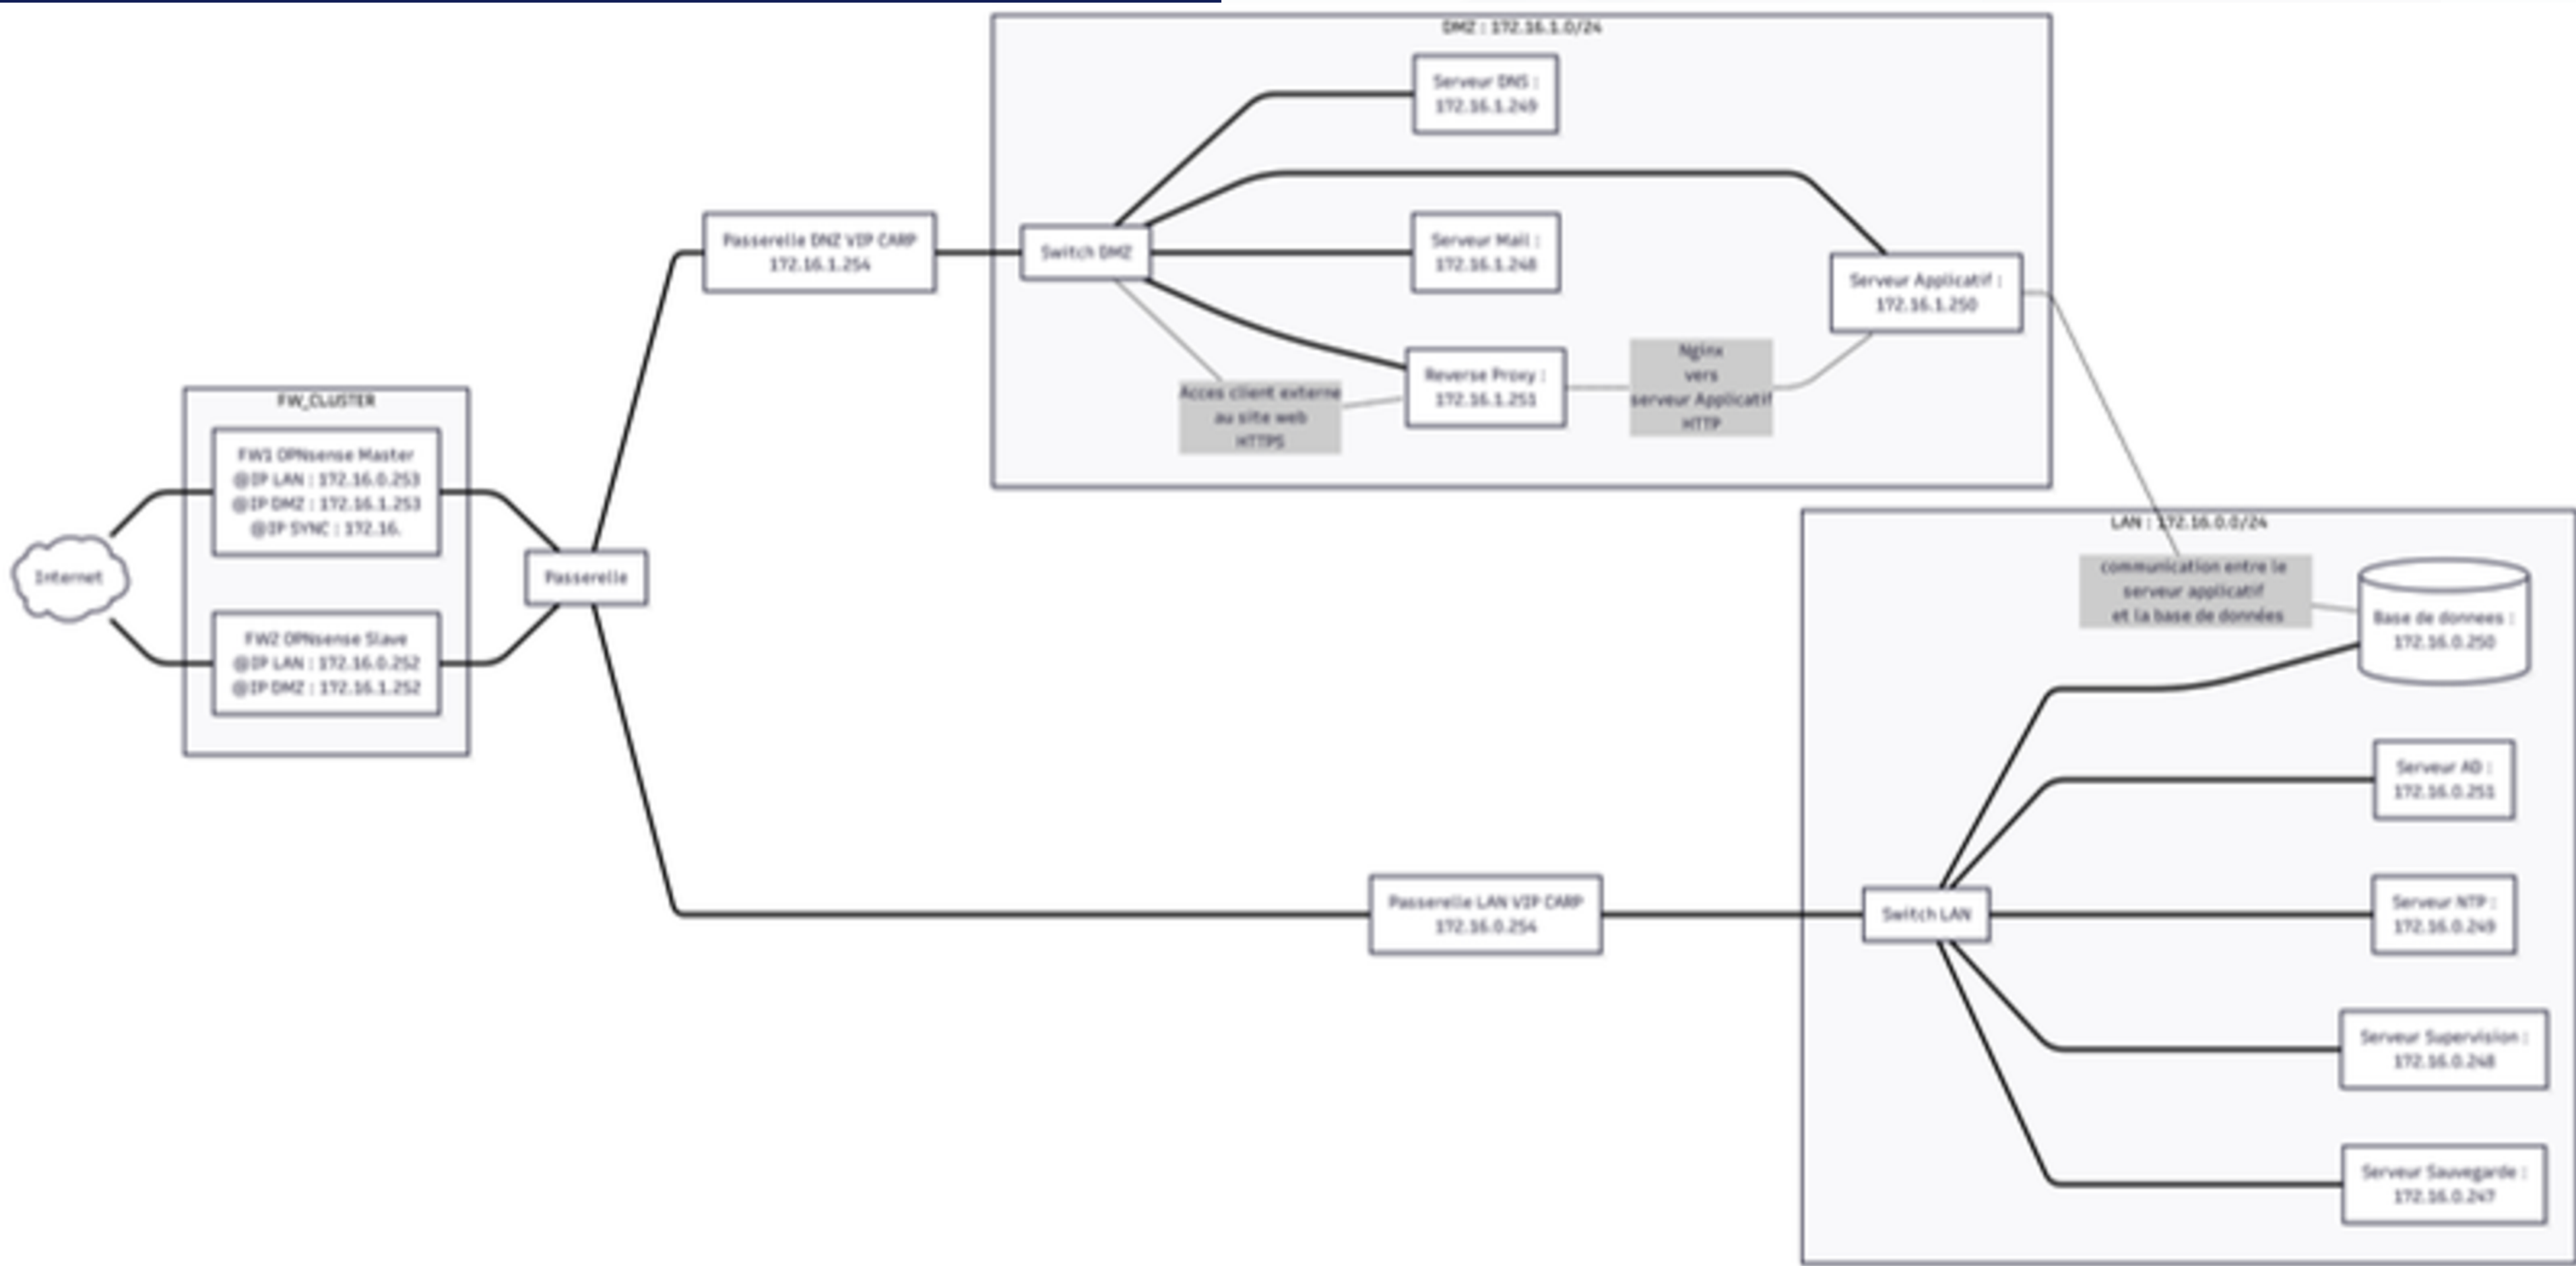 DMZ : 172.16.1.0/24
Serveur DNS :
172.16.1.249
Passerelle DNZ VIP CARP
172.16.1.254
Switch DMZ
Serveur Mail :
172.16.1.248
Serveur Applicatif :
172.16.1.250
Reverse Proxy :
172.16.1.251
Nginx
vers
serveur Applicatif
HTTP
Acces client externe
au site web
HTTPS
FW_CLUSTER
FW1 OPNsense Master
@IP LAN : 172.16.0.253
@IP DMZ : 172.16.1.253
@IP SYNC : 172.16.
Internet
Passerelle
FW2 OPNsense Slave
@IP LAN : 172.16.0.252
@IP DMZ : 172.16.1.252
LAN : 172.16.0.0/24
communication entre le
serveur applicatif
et la base de données
Base de donnees :
172.16.0.250
Serveur AD :
172.16.0.251
Passerelle LAN VIP CARP
172.16.0.254
Switch LAN
Serveur NTP :
172.16.0.249
Serveur Supervision :
172.16.0.248
Serveur Sauvegarde :
172.16.0.247